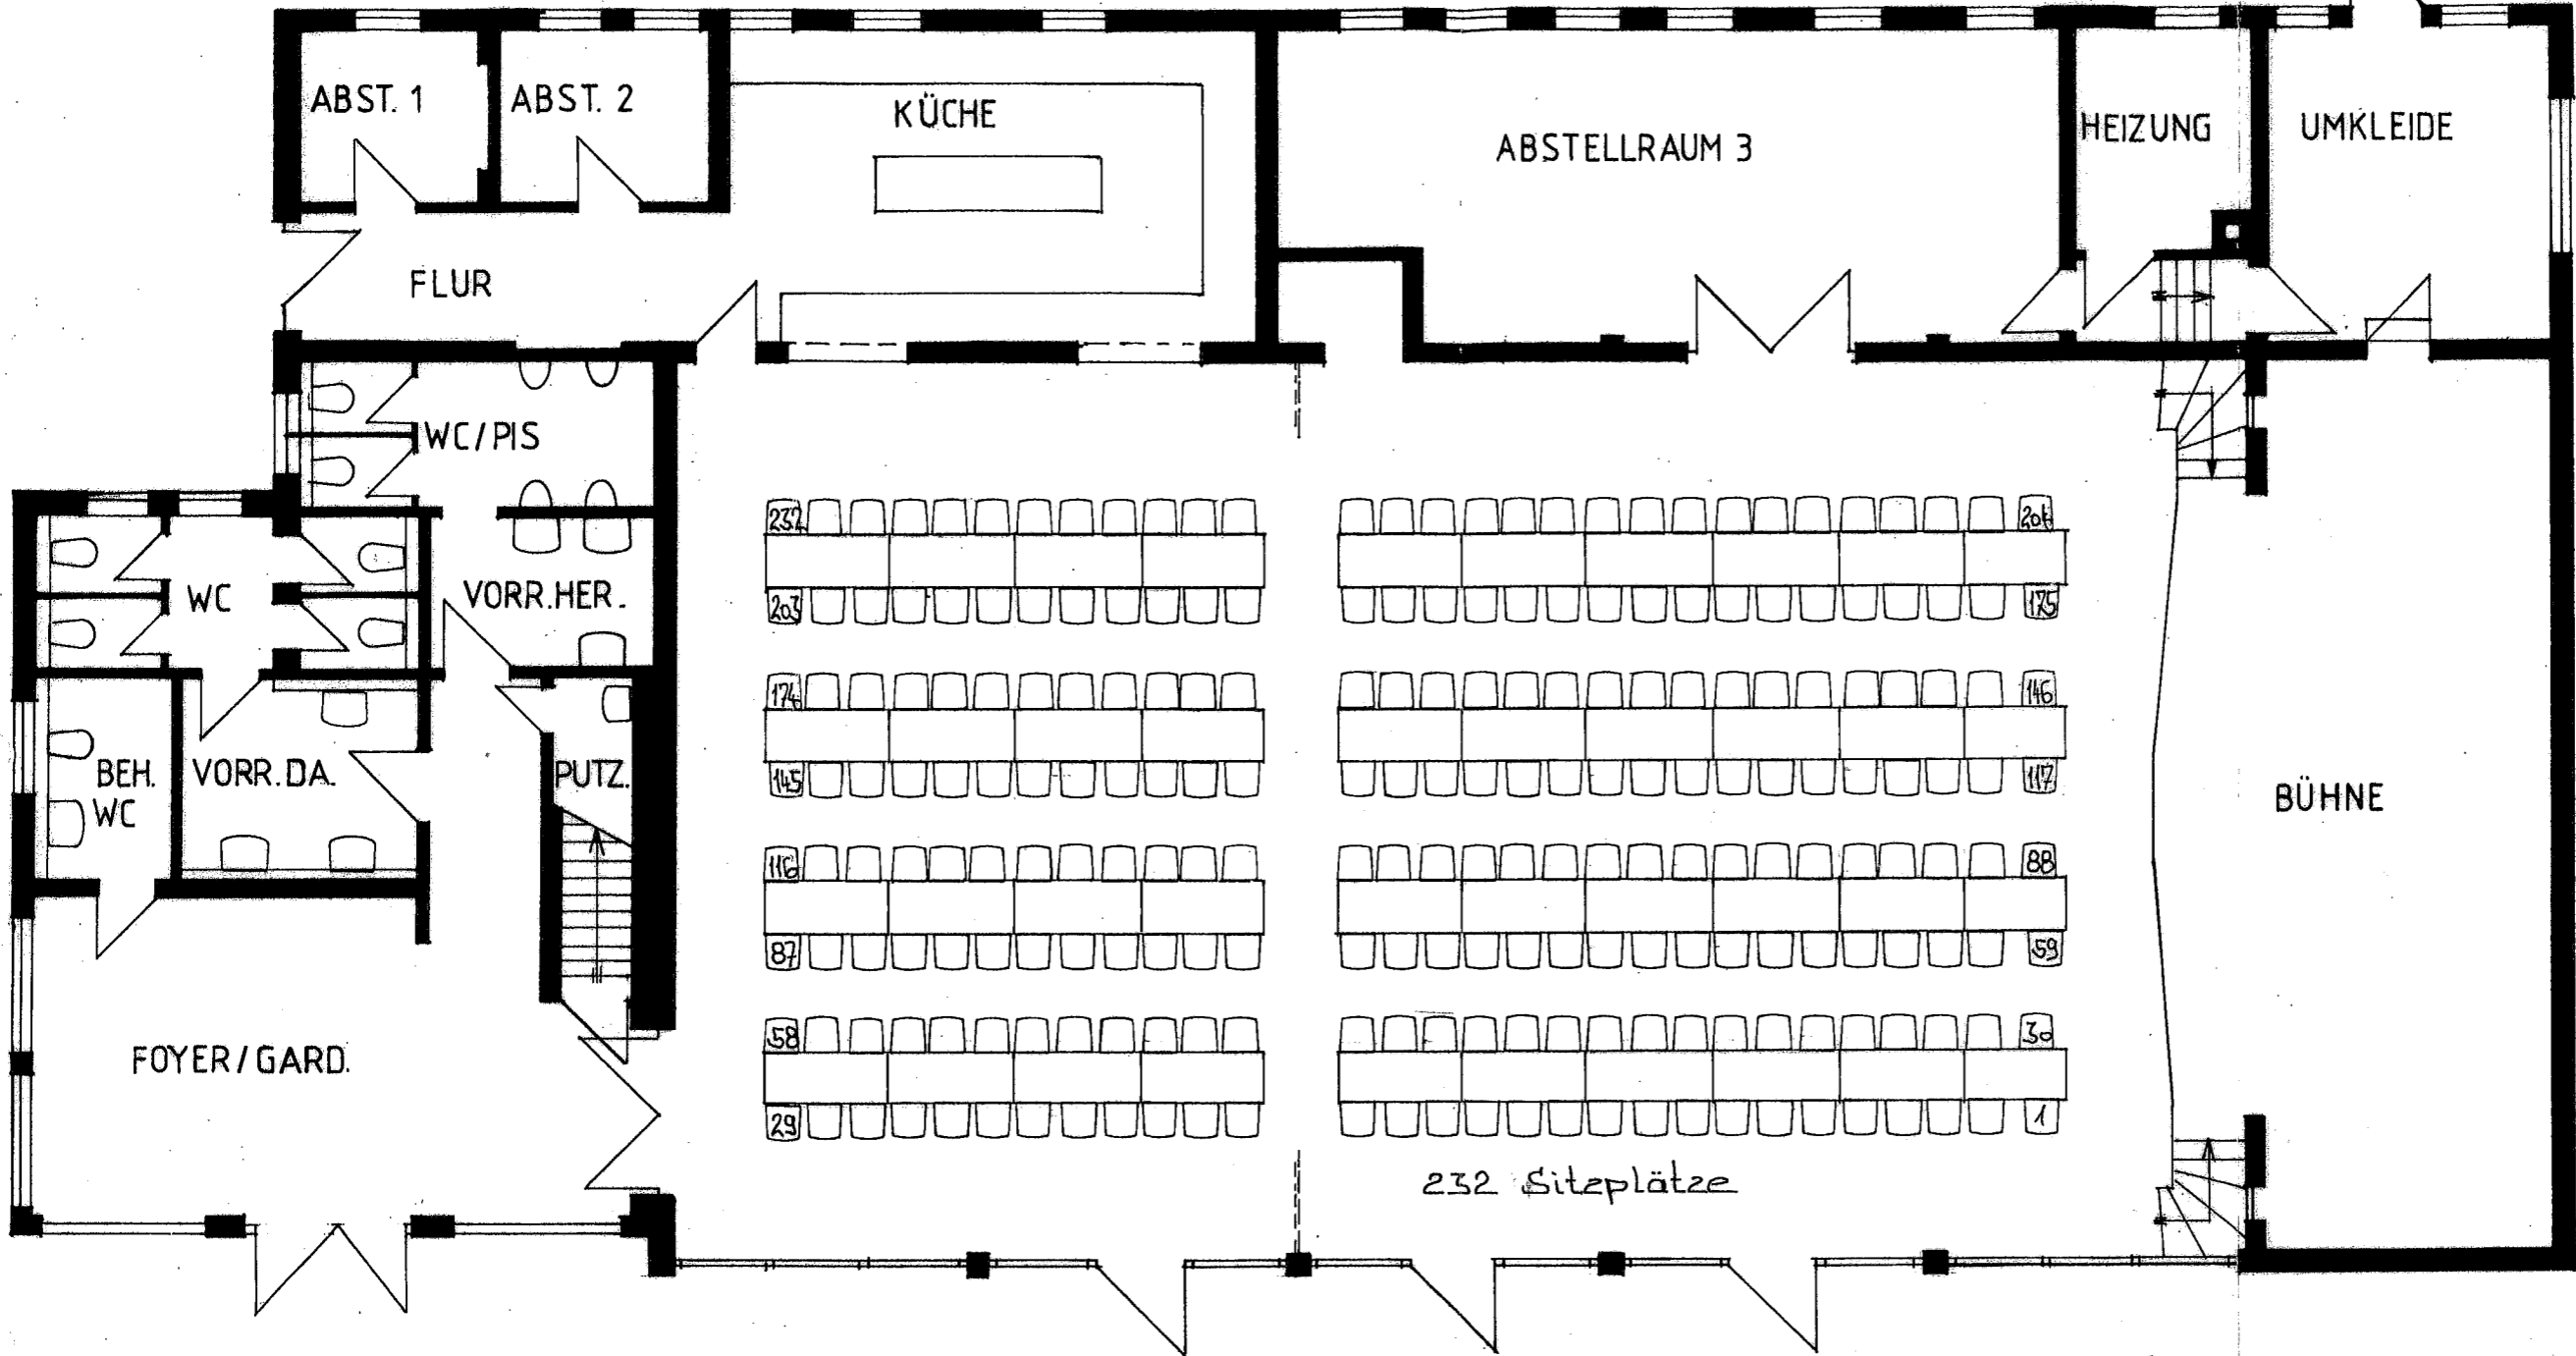 ABST. 1
ABST. 2
KÜCHE
ABSTELLRAUM 3
HEIZUNG
UMKLEIDE
FLUR
WC/PIS
WC
VORR.HER.
BEH.
WC
VORR.DA.
PUTZ.
FOYER/GARD.
BÜHNE
232
204
203
175
174
146
145
117
116
88
87
59
58
30
29
1
232 Sitzplätze